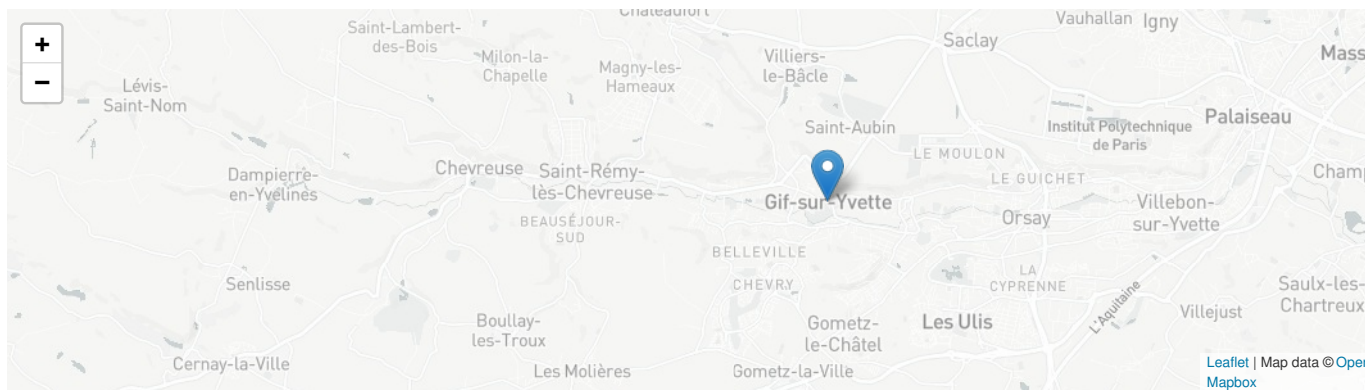 Châteaufort
Vauhallan
Igny
Saint-Lambert-
des-Bois
+
Saclay
Milon-la-
Chapelle
Villiers-
le-Bâcle
Mass
Magny-les-
Hameaux
−
Lévis-
Saint-Nom
Palaiseau
Saint-Aubin
Institut Polytechnique
de Paris
LE MOULON
Chevreuse
Saint-Rémy-
lès-Chevreuse
Champ
Dampierre-
en-Yvelines
LE GUICHET
Gif-sur-Yvette
Villebon-
sur-Yvette
Orsay
BEAUSÉJOUR-
SUD
BELLEVILLE
LA
CYPRENNE
Senlisse
CHEVRY
Saulx-les-
Chartreux
L'Aquitaine
Villejust
Boullay-
les-Troux
Gometz-
le-Châtel
Les Ulis
Cernay-la-Ville
Les Molières
Gometz-la-Ville
Leaflet | Map data © Open
Mapbox